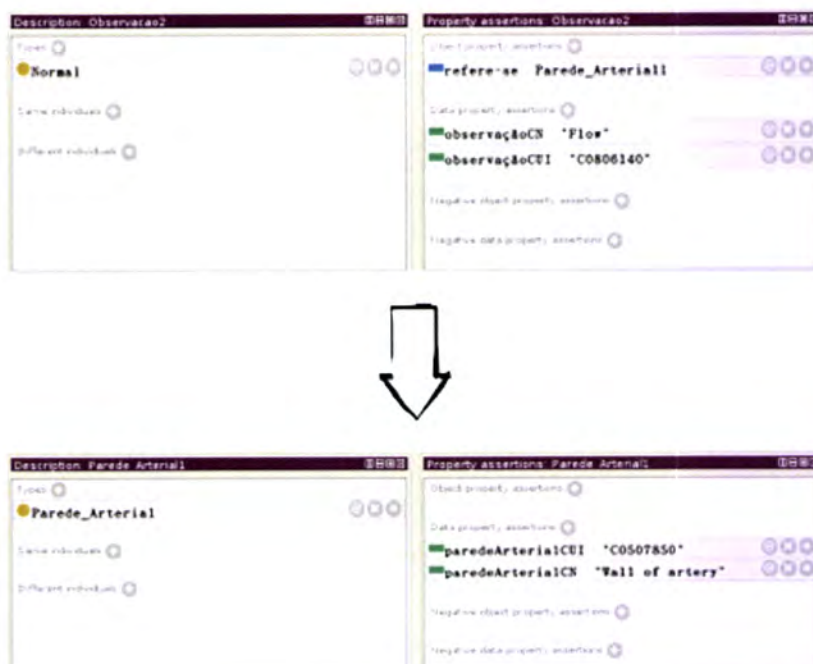 Description: Observacao2
Types
Normal
Same individuals
Different individuals
Property assertions: Observacao2
Object property assertions
refere-se Parede_Arterial1
Data property assertions
observaçãoCN "Flow"
observaçãoCUI "C0806140"
Negative object property assertions
Negative data property assertions
Description: Parede_Arterial1
Types
Parede_Arterial
Same individuals
Different individuals
Property assertions: Parede_Arterial1
Object property assertions
Data property assertions
paredeArterialCUI "C0507850"
paredeArterialCN "Wall of artery"
Negative object property assertions
Negative data property assertions